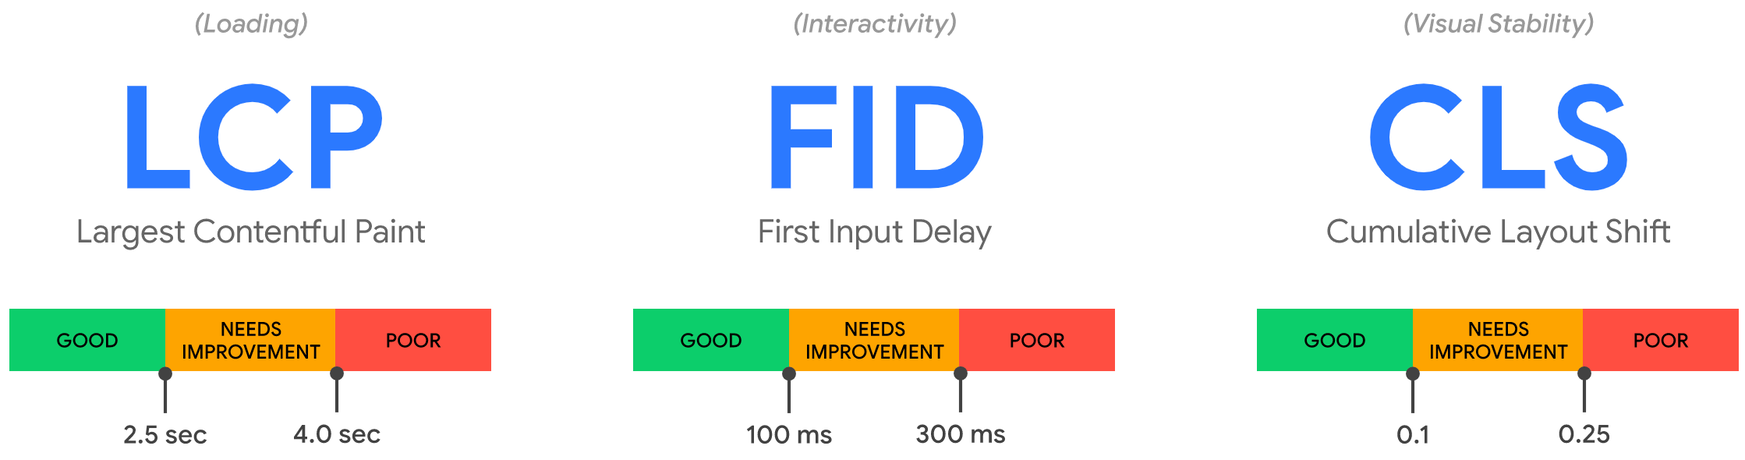 (Loading)
LCP
Largest Contentful Paint
GOOD
NEEDS
IMPROVEMENT
POOR
2.5 sec
4.0 sec
(Interactivity)
FID
First Input Delay
GOOD
NEEDS
IMPROVEMENT
POOR
100 ms
300 ms
(Visual Stability)
CLS
Cumulative Layout Shift
GOOD
NEEDS
IMPROVEMENT
POOR
0.1
0.25